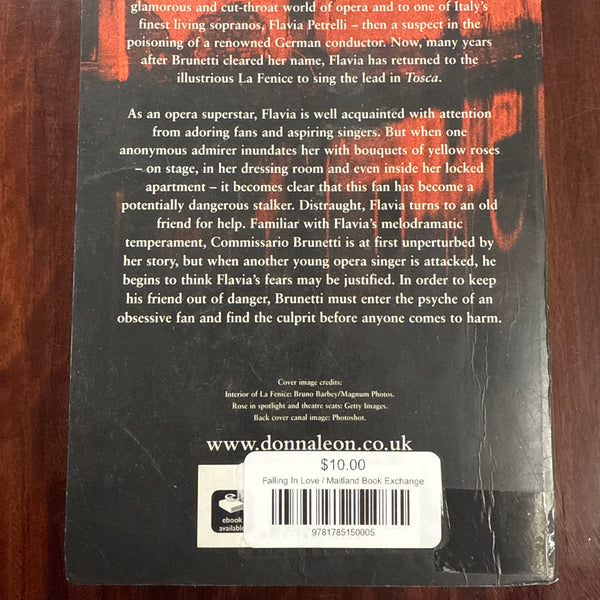 glamorous and cut-throat world of opera and to one of Italy's
finest living sopranos, Flavia Petrelli – then a suspect in the
poisoning of a renowned German conductor. Now, many years
after Brunetti cleared her name, Flavia has returned to the
illustrious La Fenice to sing the lead in Tosca.
As an opera superstar, Flavia is well acquainted with attention
from adoring fans and aspiring singers. But when one
anonymous admirer inundates her with bouquets of yellow roses
– on stage, in her dressing room and even inside her locked
apartment – it becomes clear that this fan has become a
potentially dangerous stalker. Distraught, Flavia turns to an old
friend for help. Familiar with Flavia's melodramatic
temperament, Commissario Brunetti is at first unperturbed by
her story, but when another young opera singer is attacked, he
begins to think Flavia's fears may be justified. In order to keep
his friend out of danger, Brunetti must enter the psyche of an
obsessive fan and find the culprit before anyone comes to harm.
Cover image credits:
Interior of La Fenice: Bruno Barbey/Magnum Photos.
Rose in spotlight and theatre seats: Getty Images.
Back cover canal image: Photoshot.
www.donnaleon.co.uk
$10.00
Falling In Love / Maitland Book Exchange
9781785150005
ebook
available